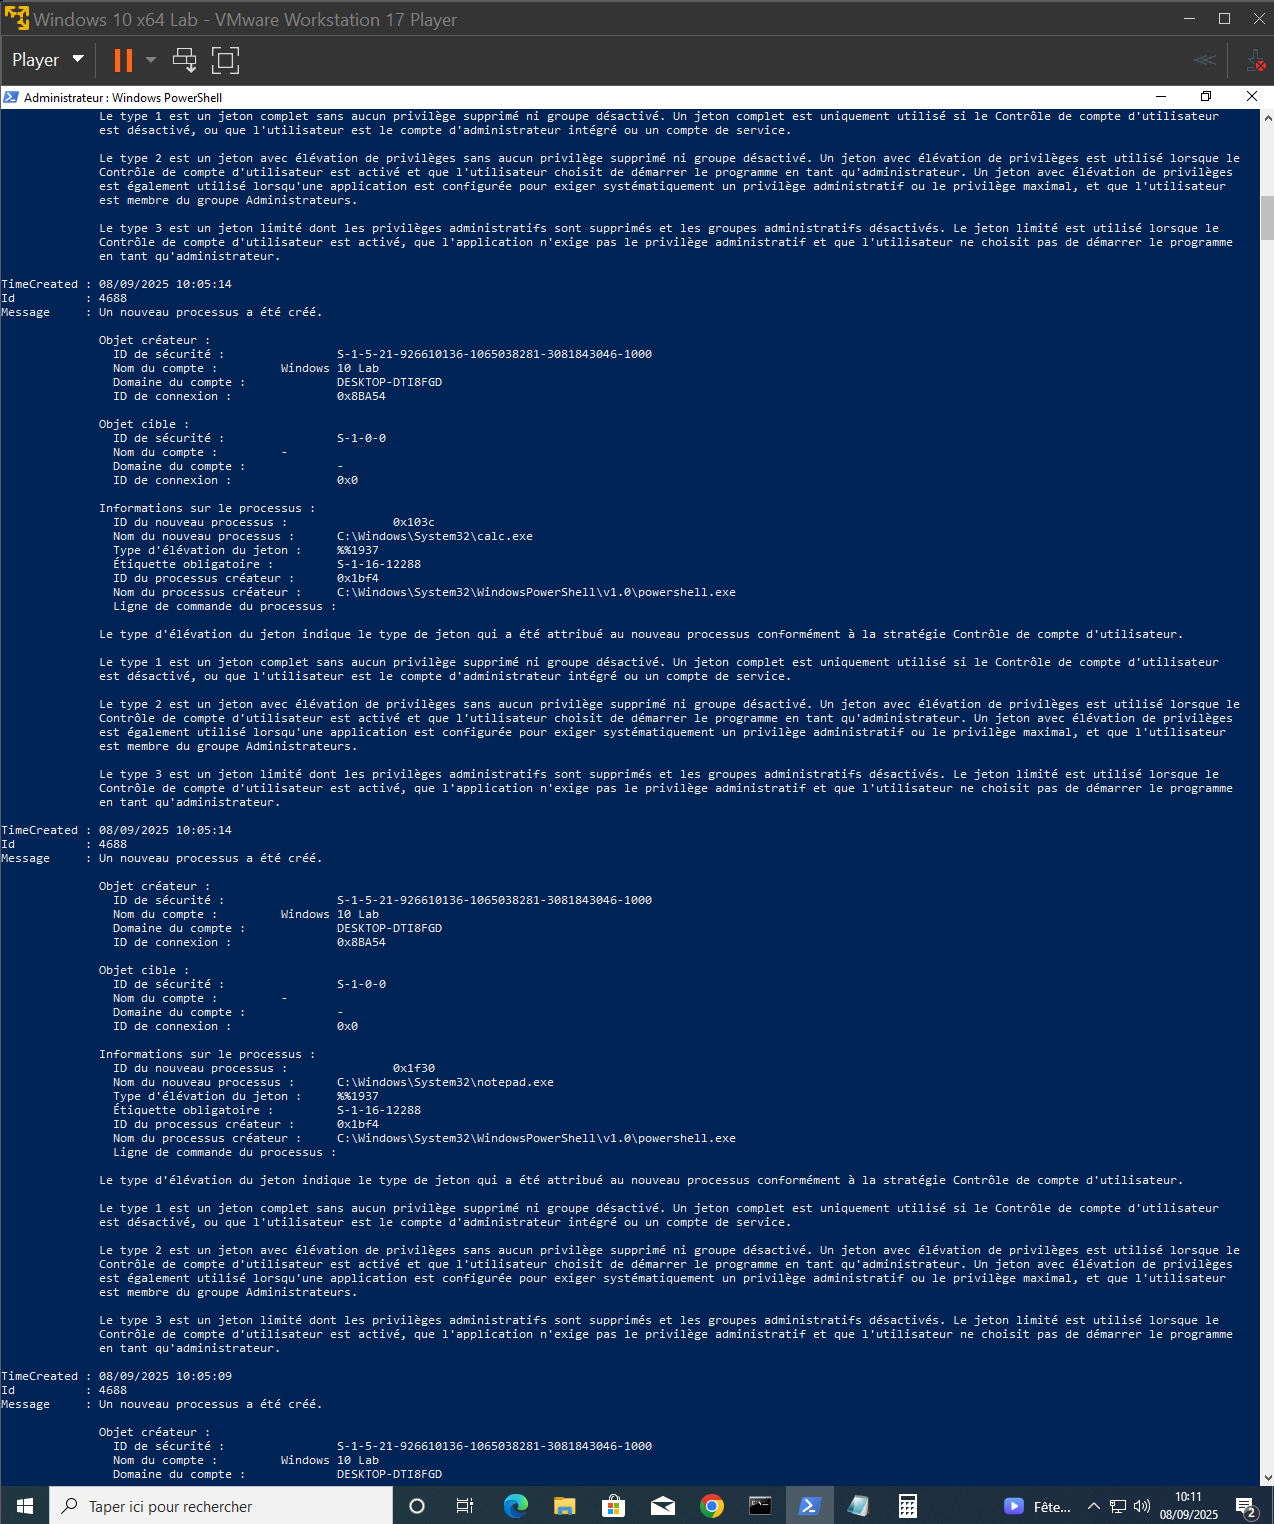 Windows 10 x64 Lab - VMware Workstation 17 Player
Player
Administrateur : Windows PowerShell
Le type 1 est un jeton complet sans aucun privilège supprimé ni groupe désactivé. Un jeton complet est uniquement utilisé si le Contrôle de compte d'utilisateur
est désactivé, ou que l'utilisateur est le compte d'administrateur intégré ou un compte de service.
Le type 2 est un jeton avec élévation de privilèges sans aucun privilège supprimé ni groupe désactivé. Un jeton avec élévation de privilèges est utilisé lorsque le
Contrôle de compte d'utilisateur est activé et que l'utilisateur choisit de démarrer le programme en tant qu'administrateur. Un jeton avec élévation de privilèges
est également utilisé lorsqu'une application est configurée pour exiger systématiquement un privilège administratif ou le privilège maximal, et que l'utilisateur
est membre du groupe Administrateurs.
Le type 3 est un jeton limité dont les privilèges administratifs sont supprimés et les groupes administratifs désactivés. Le jeton limité est utilisé lorsque le
Contrôle de compte d'utilisateur est activé, que l'application n'exige pas le privilège administratif et que l'utilisateur ne choisit pas de démarrer le programme
en tant qu'administrateur.
TimeCreated : 08/09/2025 10:05:14
Id : 4688
Message : Un nouveau processus a été créé.
Objet créateur :
ID de sécurité : S-1-5-21-926610136-1065038281-3081843046-1000
Nom du compte : Windows 10 Lab
Domaine du compte : DESKTOP-DTI8FGD
ID de connexion : 0x8BA54
Objet cible :
ID de sécurité : S-1-0-0
Nom du compte : -
Domaine du compte : -
ID de connexion : 0x0
Informations sur le processus :
ID du nouveau processus : 0x103c
Nom du nouveau processus : C:\Windows\System32\calc.exe
Type d'élévation du jeton : %%1937
Étiquette obligatoire : S-1-16-12288
ID du processus créateur : 0x1bf4
Nom du processus créateur : C:\Windows\System32\WindowsPowerShell\v1.0\powershell.exe
Ligne de commande du processus :
Le type d'élévation du jeton indique le type de jeton qui a été attribué au nouveau processus conformément à la stratégie Contrôle de compte d'utilisateur.
Le type 1 est un jeton complet sans aucun privilège supprimé ni groupe désactivé. Un jeton complet est uniquement utilisé si le Contrôle de compte d'utilisateur
est désactivé, ou que l'utilisateur est le compte d'administrateur intégré ou un compte de service.
Le type 2 est un jeton avec élévation de privilèges sans aucun privilège supprimé ni groupe désactivé. Un jeton avec élévation de privilèges est utilisé lorsque le
Contrôle de compte d'utilisateur est activé et que l'utilisateur choisit de démarrer le programme en tant qu'administrateur. Un jeton avec élévation de privilèges
est également utilisé lorsqu'une application est configurée pour exiger systématiquement un privilège administratif ou le privilège maximal, et que l'utilisateur
est membre du groupe Administrateurs.
Le type 3 est un jeton limité dont les privilèges administratifs sont supprimés et les groupes administratifs désactivés. Le jeton limité est utilisé lorsque le
Contrôle de compte d'utilisateur est activé, que l'application n'exige pas le privilège administratif et que l'utilisateur ne choisit pas de démarrer le programme
en tant qu'administrateur.
TimeCreated : 08/09/2025 10:05:14
Id : 4688
Message : Un nouveau processus a été créé.
Objet créateur :
ID de sécurité : S-1-5-21-926610136-1065038281-3081843046-1000
Nom du compte : Windows 10 Lab
Domaine du compte : DESKTOP-DTI8FGD
ID de connexion : 0x8BA54
Objet cible :
ID de sécurité : S-1-0-0
Nom du compte : -
Domaine du compte : -
ID de connexion : 0x0
Informations sur le processus :
ID du nouveau processus : 0x1f30
Nom du nouveau processus : C:\Windows\System32\notepad.exe
Type d'élévation du jeton : %%1937
Étiquette obligatoire : S-1-16-12288
ID du processus créateur : 0x1bf4
Nom du processus créateur : C:\Windows\System32\WindowsPowerShell\v1.0\powershell.exe
Ligne de commande du processus :
Le type d'élévation du jeton indique le type de jeton qui a été attribué au nouveau processus conformément à la stratégie Contrôle de compte d'utilisateur.
Le type 1 est un jeton complet sans aucun privilège supprimé ni groupe désactivé. Un jeton complet est uniquement utilisé si le Contrôle de compte d'utilisateur
est désactivé, ou que l'utilisateur est le compte d'administrateur intégré ou un compte de service.
Le type 2 est un jeton avec élévation de privilèges sans aucun privilège supprimé ni groupe désactivé. Un jeton avec élévation de privilèges est utilisé lorsque le
Contrôle de compte d'utilisateur est activé et que l'utilisateur choisit de démarrer le programme en tant qu'administrateur. Un jeton avec élévation de privilèges
est également utilisé lorsqu'une application est configurée pour exiger systématiquement un privilège administratif ou le privilège maximal, et que l'utilisateur
est membre du groupe Administrateurs.
Le type 3 est un jeton limité dont les privilèges administratifs sont supprimés et les groupes administratifs désactivés. Le jeton limité est utilisé lorsque le
Contrôle de compte d'utilisateur est activé, que l'application n'exige pas le privilège administratif et que l'utilisateur ne choisit pas de démarrer le programme
en tant qu'administrateur.
TimeCreated : 08/09/2025 10:05:09
Id : 4688
Message : Un nouveau processus a été créé.
Objet créateur :
ID de sécurité : S-1-5-21-926610136-1065038281-3081843046-1000
Nom du compte : Windows 10 Lab
Domaine du compte : DESKTOP-DTI8FGD
Taper ici pour rechercher
Fête...
10:11
08/09/2025
2